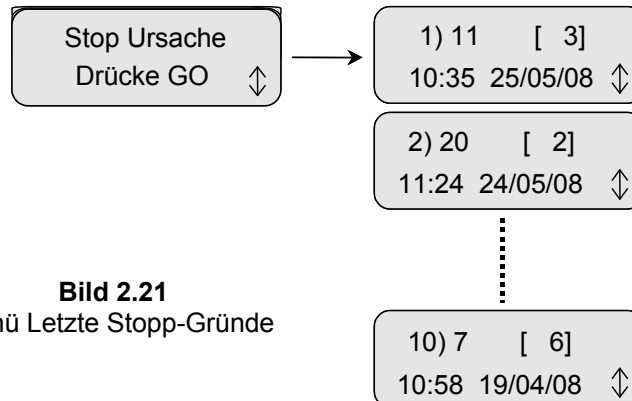 Stop Ursache
Drücke GO
1) 11 [ 3]
10:35 25/05/08
2) 20 [ 2]
11:24 24/05/08
Bild 2.21
Letzte Stopp-Gründe
10) 7 [ 6]
10:58 19/04/08